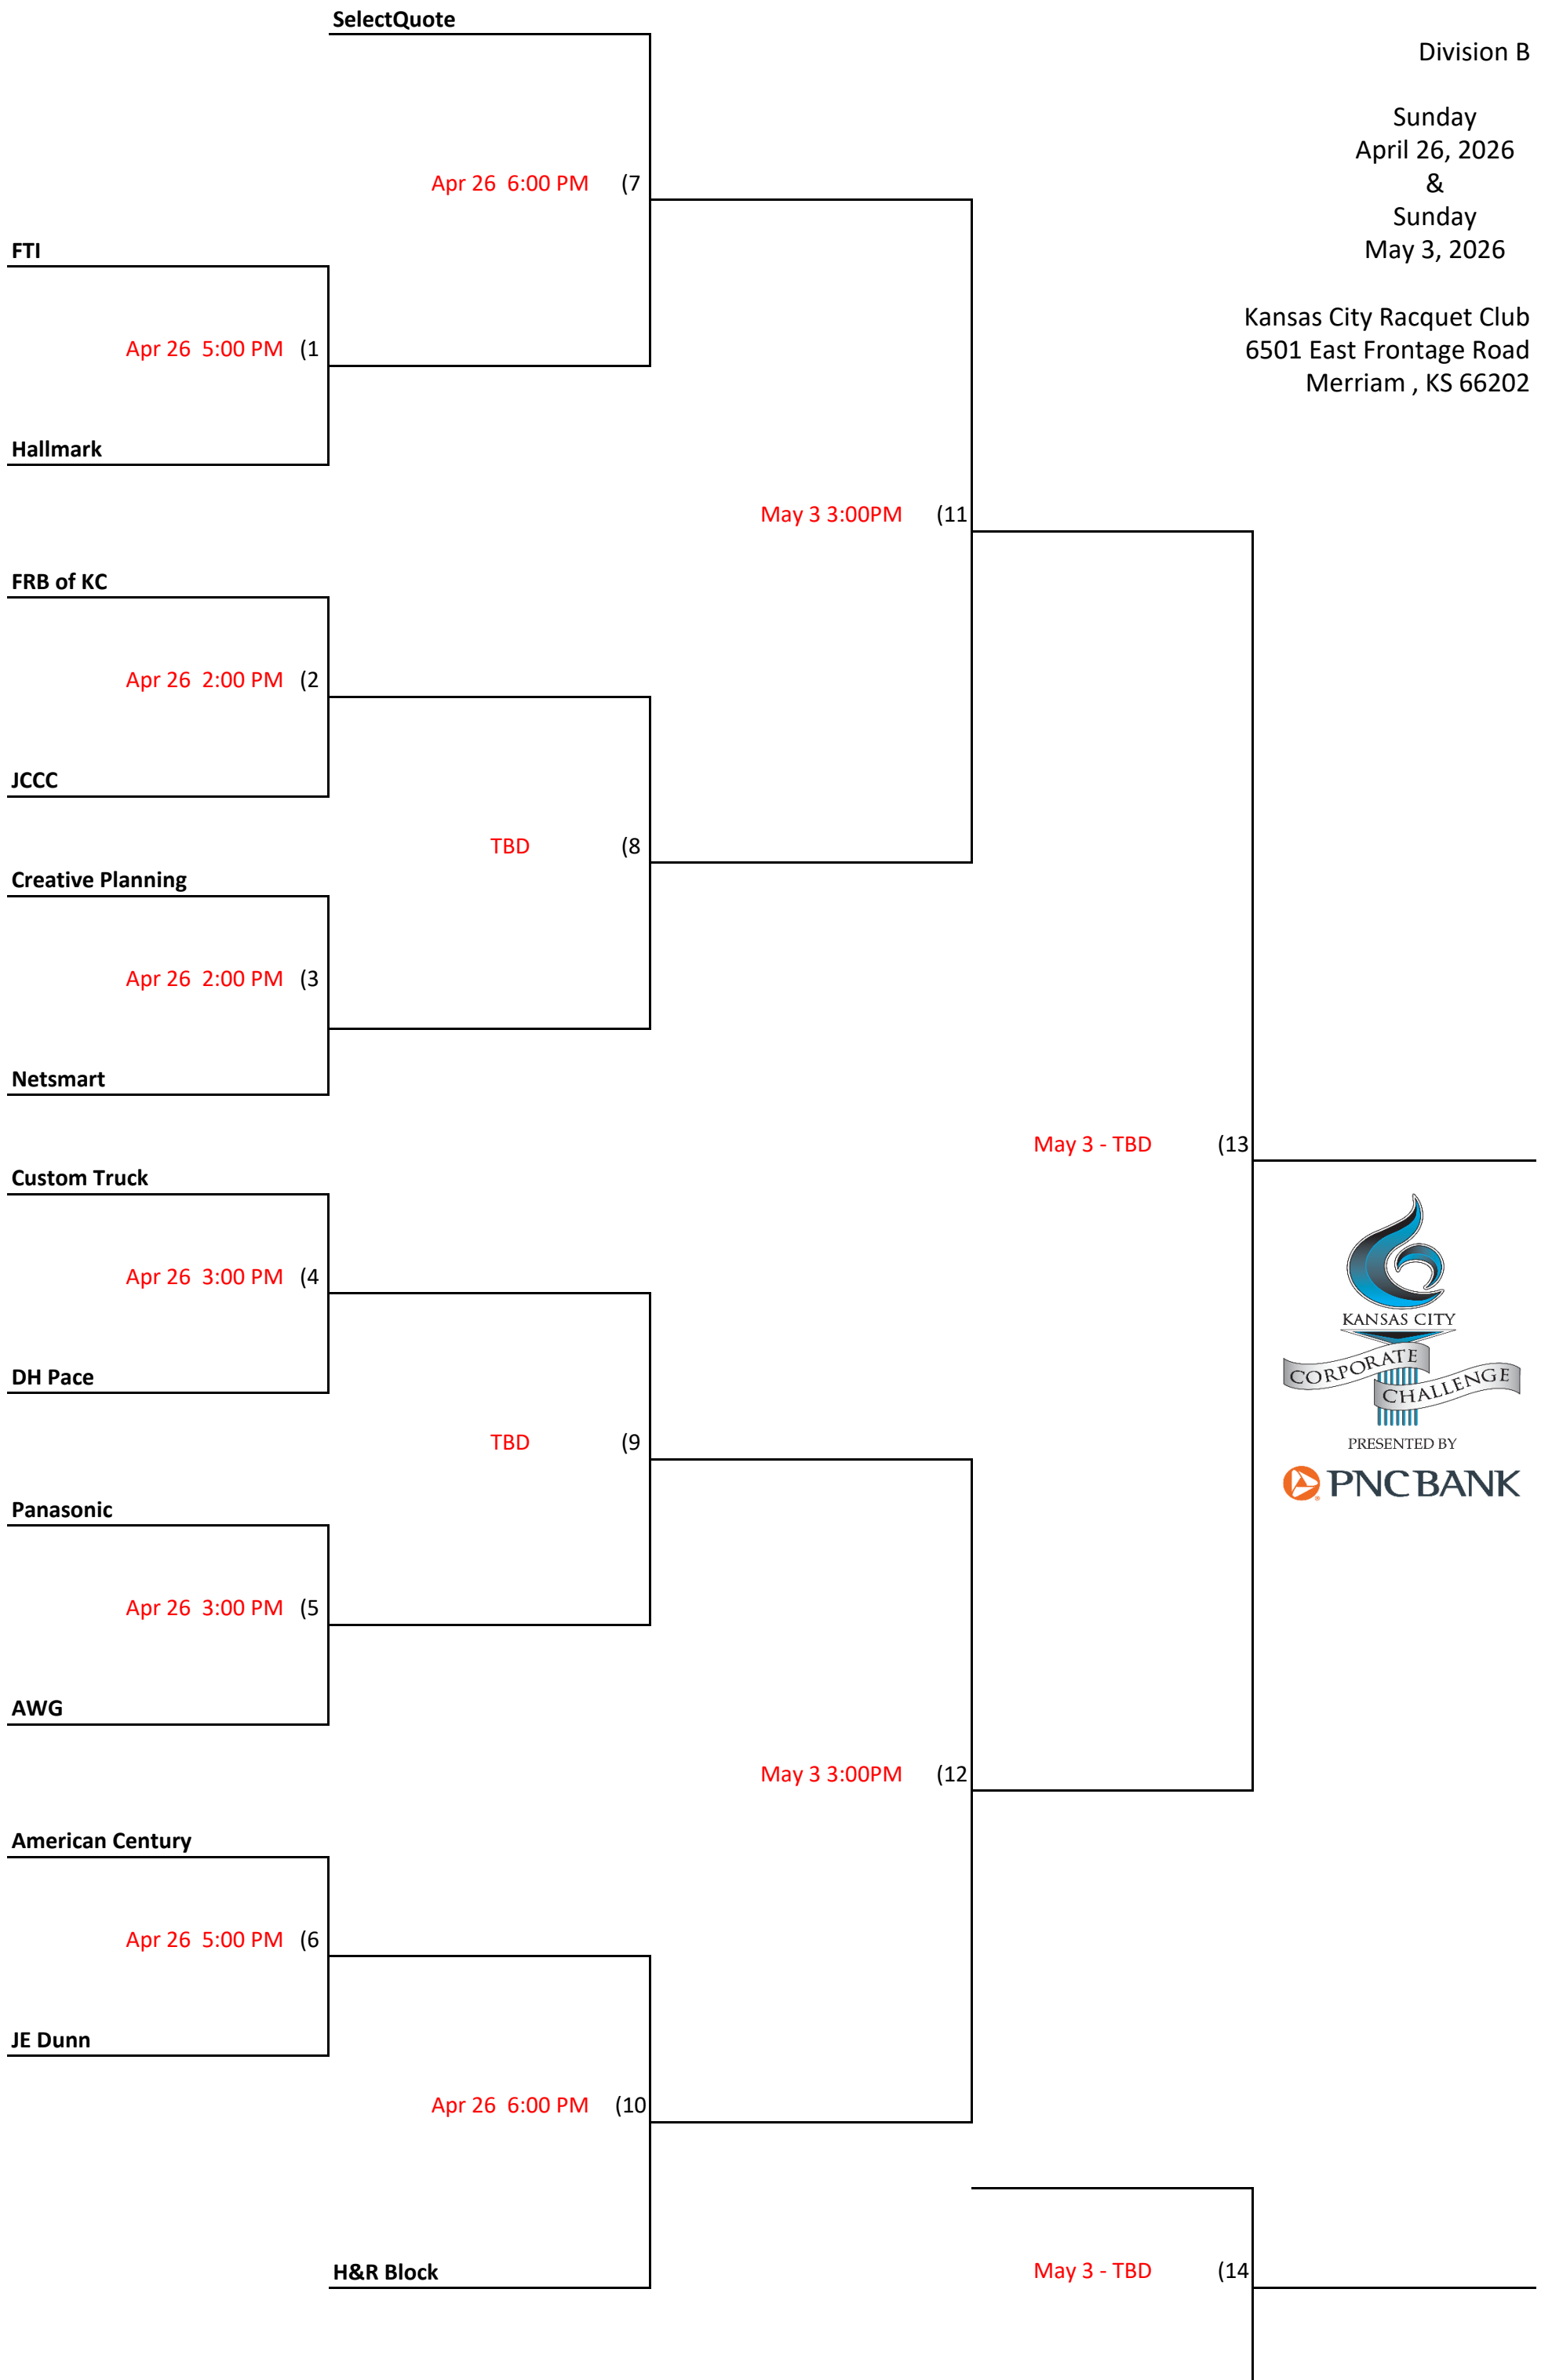 SelectQuote
Division B
Sunday
April 26, 2026
&
Sunday
May 3, 2026
Apr 26  6:00 PM (7
FTI
Kansas City Racquet Club
6501 East Frontage Road
Merriam , KS 66202
Apr 26  5:00 PM (1
Hallmark
May 3 3:00PM (11
FRB of KC
Apr 26  2:00 PM (2
JCCC
TBD (8
Creative Planning
Apr 26  2:00 PM (3
Netsmart
May 3 - TBD (13
Custom Truck
Apr 26  3:00 PM (4
KANSAS CITY
CORPORATE
CHALLENGE
DH Pace
TBD (9
PRESENTED BY
PNC BANK
Panasonic
Apr 26  3:00 PM (5
AWG
May 3 3:00PM (12
American Century
Apr 26  5:00 PM (6
JE Dunn
Apr 26  6:00 PM (10
H&R Block
May 3 - TBD (14